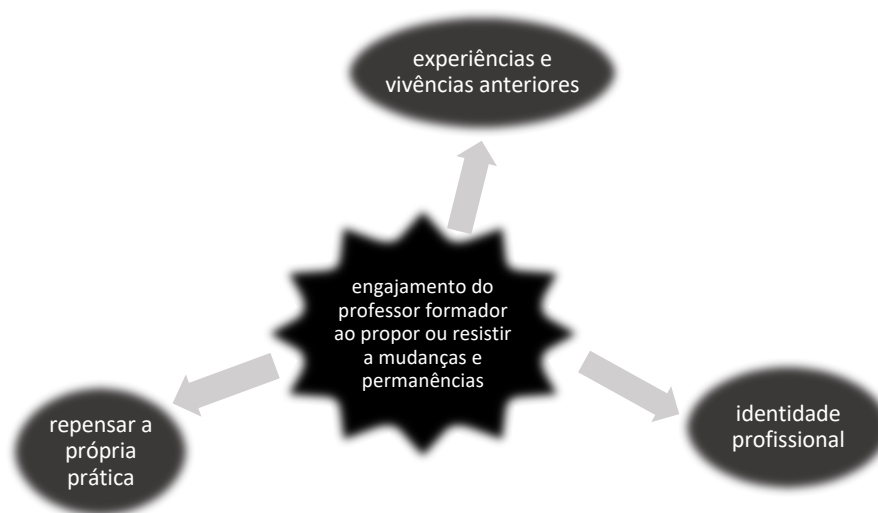 experiências e
vivências anteriores
engajamento do
professor formador
ao propor ou resistir
a mudanças e
permanências
repensar a
própria
prática
identidade
profissional